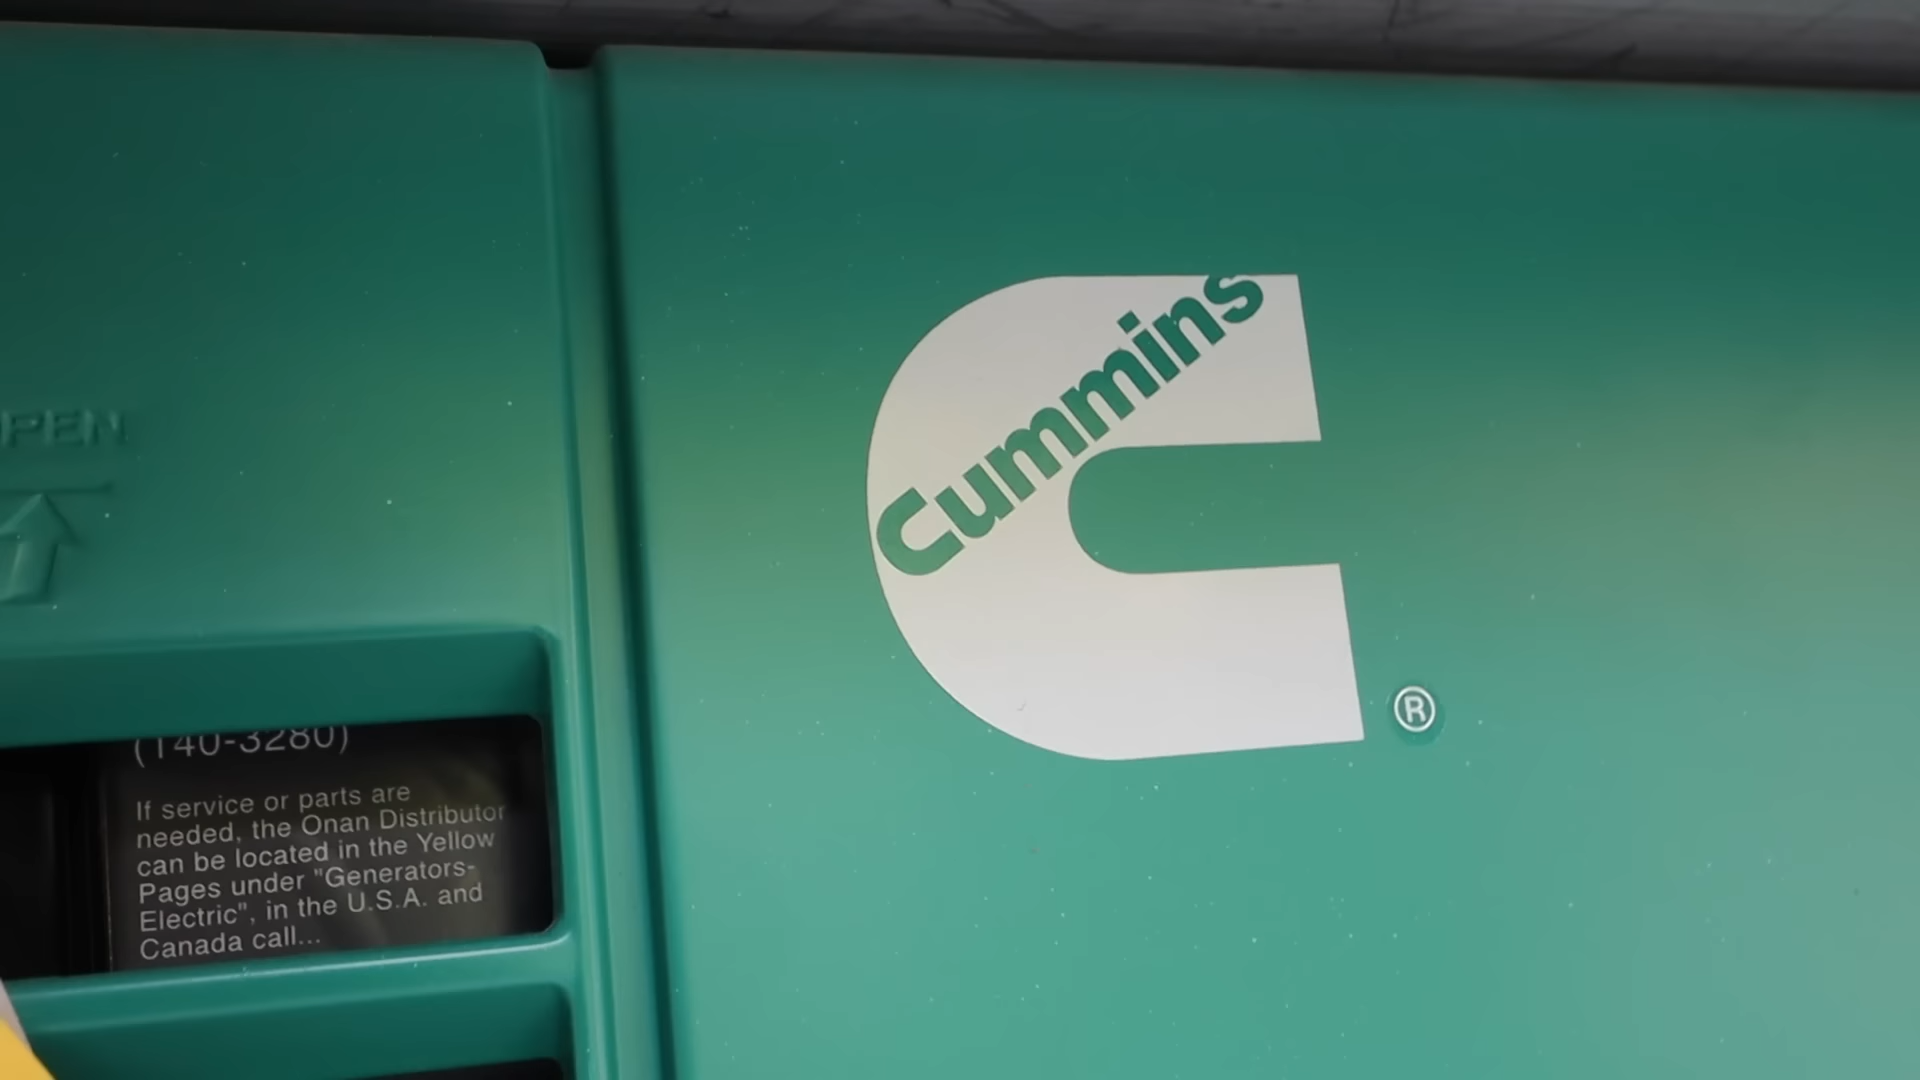 Cummins
®
OPEN
(140-3280)
If service or parts are
needed, the Onan Distributor
can be located in the Yellow
Pages under "Generators-
Electric", in the U.S.A. and
Canada call...